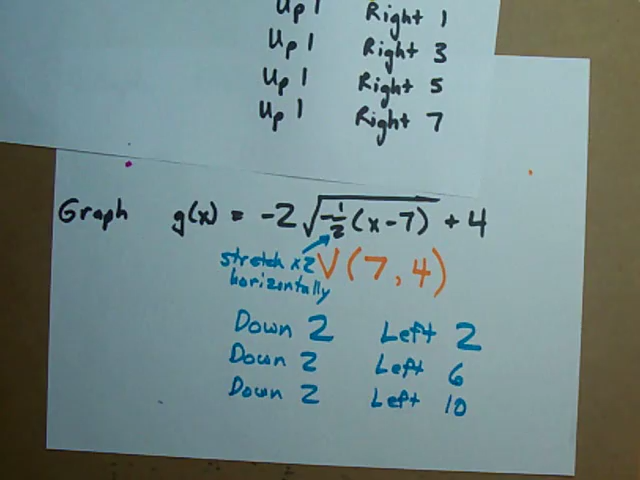 Up 1 Right 1
Up 1 Right 3
Up 1 Right 5
Up 1 Right 7
Graph g(x) = -2√(-1/2(x-7)) + 4
stretch x2 V(7,4)
horizontally
Down 2 Left 2
Down 2 Left 6
Down 2 Left 10